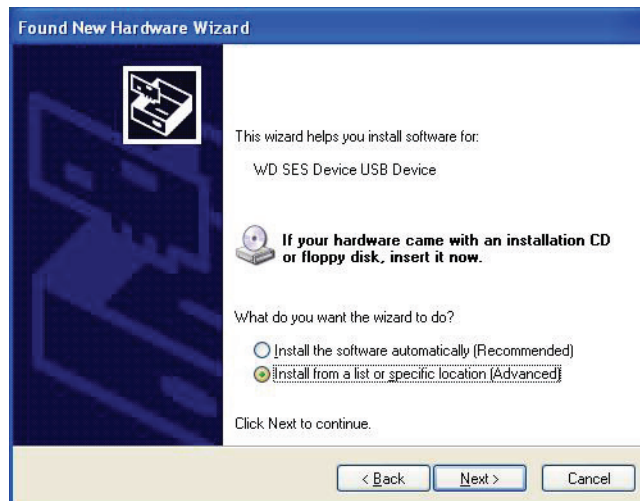 Found New Hardware Wizard
This wizard helps you install software for:
WD SES Device USB Device
If your hardware came with an installation CD
or floppy disk, insert it now.
What do you want the wizard to do?
Install the software automatically (Recommended)
Install from a list or specific location (Advanced)
Click Next to continue.
< Back
Next >
Cancel